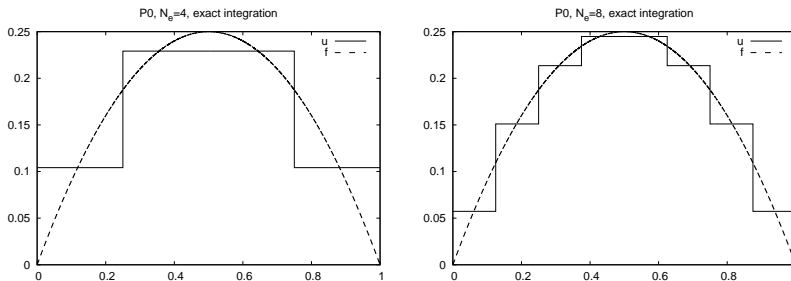 P0, N_e=4, exact integration
u
f
0.25
0.2
0.15
0.1
0.05
0
0 0.2 0.4 0.6 0.8 1
P0, N_e=8, exact integration
u
f
0.25
0.2
0.15
0.1
0.05
0
0 0.2 0.4 0.6 0.8